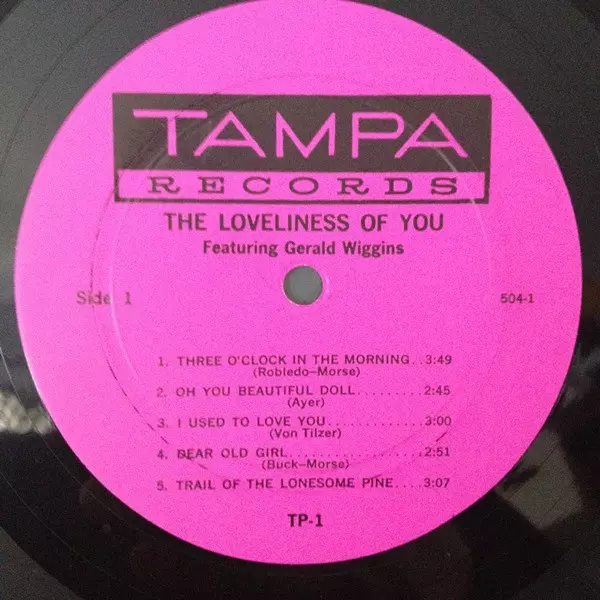 TAMPA
RECORDS
THE LOVELINESS OF YOU
Featuring Gerald Wiggins
Side 1
504-1
1. THREE O'CLOCK IN THE MORNING..3:49
(Robledo—Morse)
2. OH YOU BEAUTIFUL DOLL.........2:45
(Ayer)
3. I USED TO LOVE YOU..............3:00
(Von Tilzer)
4. DEAR OLD GIRL....................2:51
(Buck—Morse)
5. TRAIL OF THE LONESOME PINE....3:07
TP-1